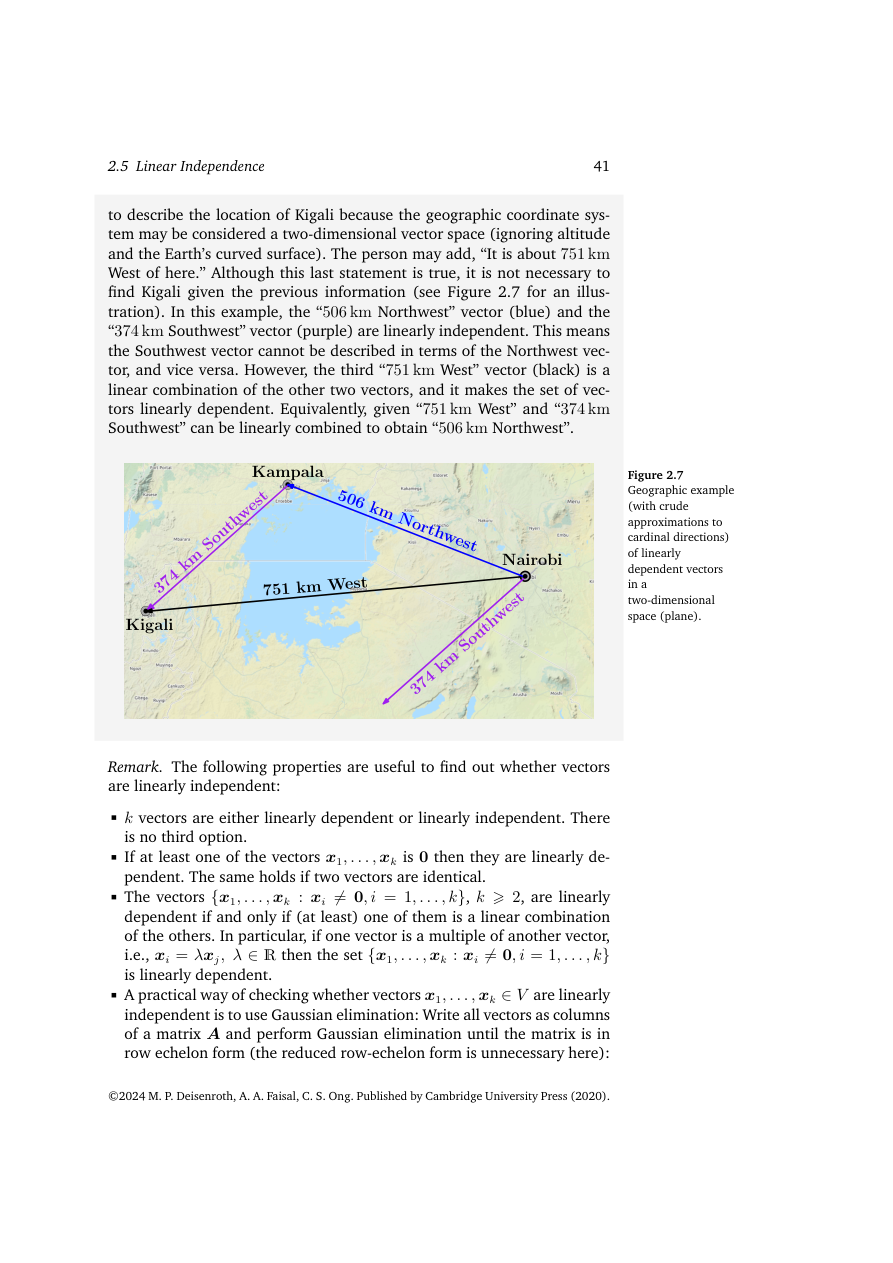 2.5 Linear Independence 41
to describe the location of Kigali because the geographic coordinate sys-
tem may be considered a two-dimensional vector space (ignoring altitude
and the Earth’s curved surface). The person may add, “It is about 751 km
West of here.” Although this last statement is true, it is not necessary to
find Kigali given the previous information (see Figure 2.7 for an illus-
tration). In this example, the “506 km Northwest” vector (blue) and the
“374 km Southwest” vector (purple) are linearly independent. This means
the Southwest vector cannot be described in terms of the Northwest vec-
tor, and vice versa. However, the third “751 km West” vector (black) is a
linear combination of the other two vectors, and it makes the set of vec-
tors linearly dependent. Equivalently, given “751 km West” and “374 km
Southwest” can be linearly combined to obtain “506 km Northwest”.
Kampala
506 km Northwest
374 km Southwest
Nairobi
751 km West
Kigali
374 km Southwest
Figure 2.7
Geographic example
(with crude
approximations to
cardinal directions)
of linearly
dependent vectors
in a
two-dimensional
space (plane).
Remark. The following properties are useful to find out whether vectors
are linearly independent:
▪ k vectors are either linearly dependent or linearly independent. There
is no third option.
▪ If at least one of the vectors x₁, . . . , xₖ is 0 then they are linearly de-
pendent. The same holds if two vectors are identical.
▪ The vectors {x₁, . . . , xₖ : xᵢ ≠ 0, i = 1, . . . , k}, k ⩾ 2, are linearly
dependent if and only if (at least) one of them is a linear combination
of the others. In particular, if one vector is a multiple of another vector,
i.e., xᵢ = λxⱼ, λ ∈ ℝ then the set {x₁, . . . , xₖ : xᵢ ≠ 0, i = 1, . . . , k}
is linearly dependent.
▪ A practical way of checking whether vectors x₁, . . . , xₖ ∈ V are linearly
independent is to use Gaussian elimination: Write all vectors as columns
of a matrix A and perform Gaussian elimination until the matrix is in
row echelon form (the reduced row-echelon form is unnecessary here):
©2024 M. P. Deisenroth, A. A. Faisal, C. S. Ong. Published by Cambridge University Press (2020).